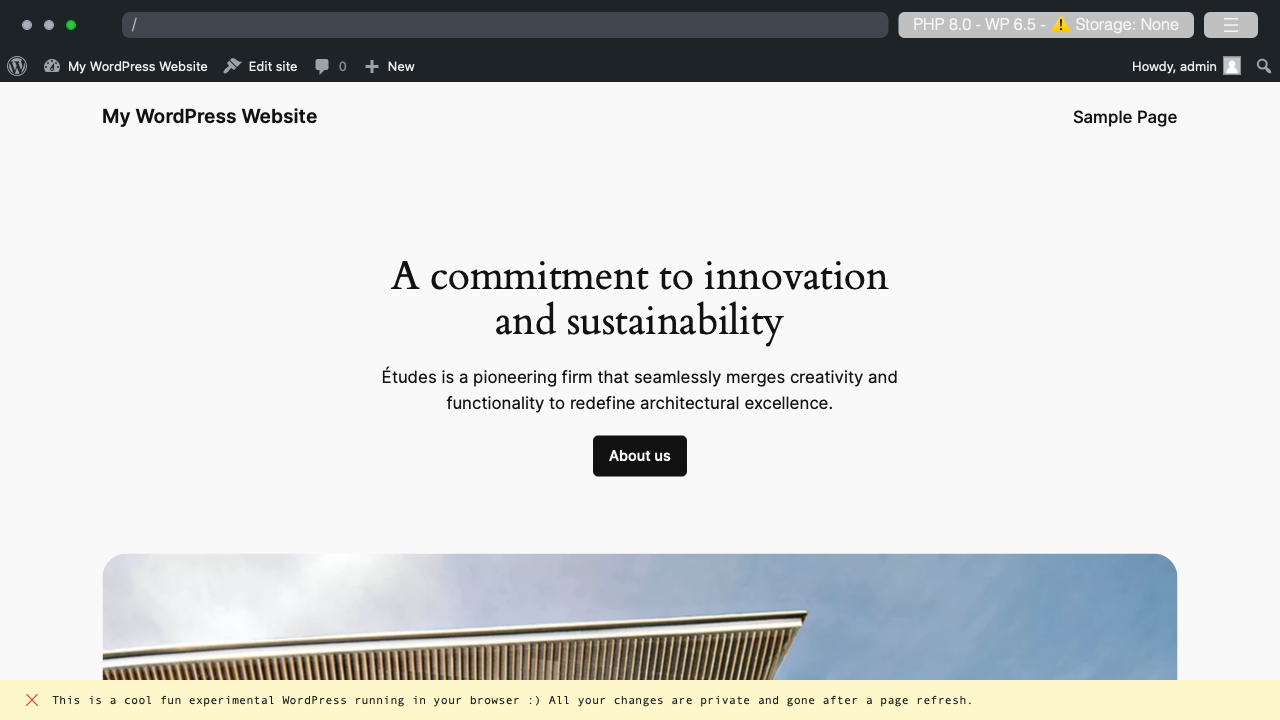 /
PHP 8.0 - WP 6.5 - ⚠️ Storage: None
My WordPress Website
Edit site
0
New
Howdy, admin
My WordPress Website
Sample Page
A commitment to innovation
and sustainability
Études is a pioneering firm that seamlessly merges creativity and
functionality to redefine architectural excellence.
About us
This is a cool fun experimental WordPress running in your browser :) All your changes are private and gone after a page refresh.